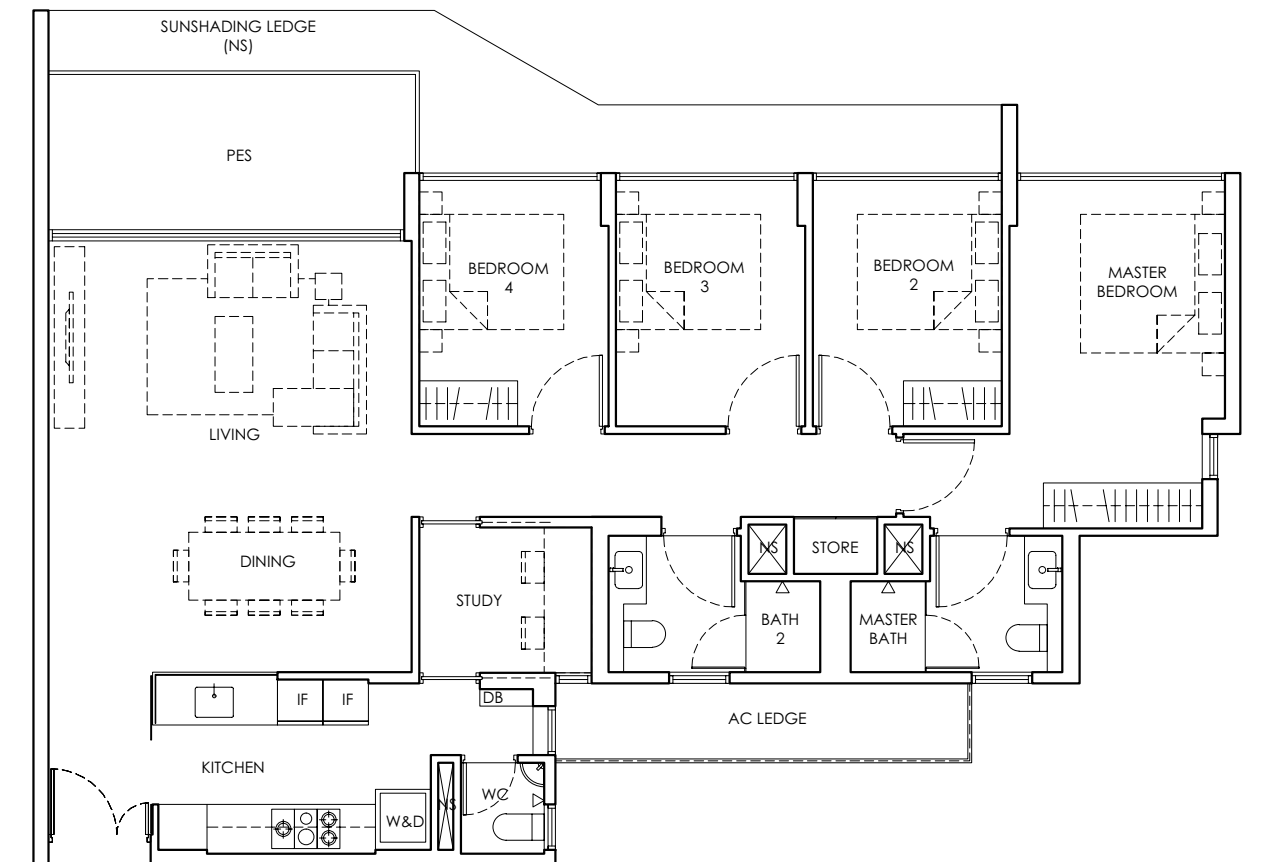 SUNSHADING LEDGE
(NS)
PES
BEDROOM
4
BEDROOM
3
BEDROOM
2
MASTER
BEDROOM
LIVING
DINING
STUDY
NS
STORE
NS
BATH
2
MASTER
BATH
IF
IF
DB
AC LEDGE
KITCHEN
WC
NS
W&D